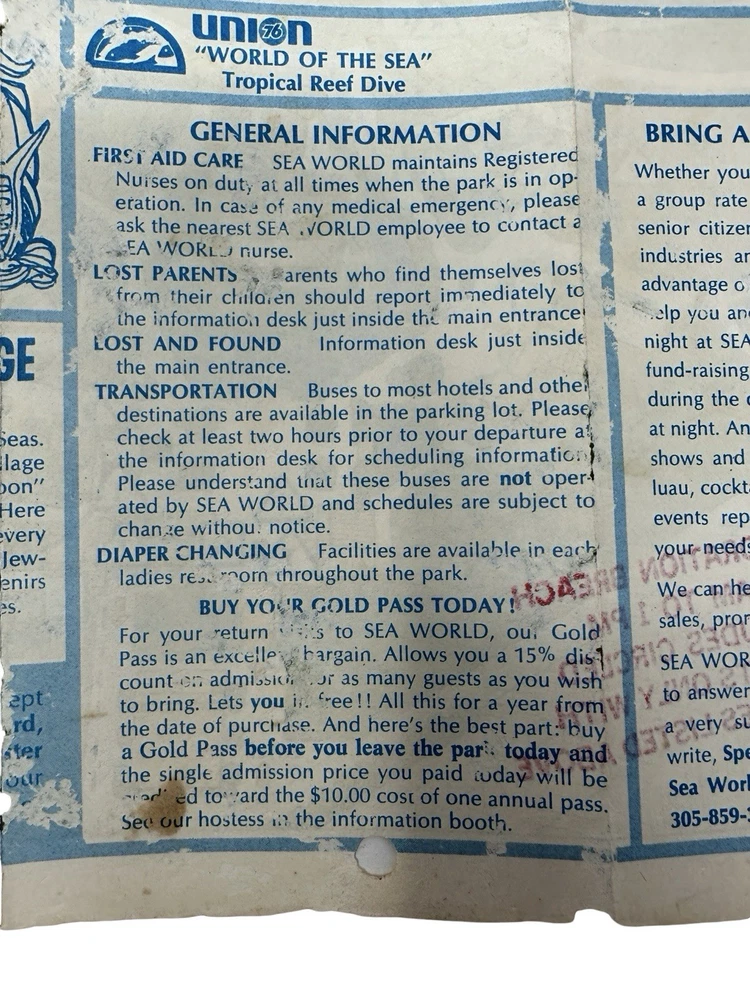 union 76
"WORLD OF THE SEA"
Tropical Reef Dive
GENERAL INFORMATION
FIRST AID CARE SEA WORLD maintains Registered
Nurses on duty at all times when the park is in op-
eration. In case of any medical emergency, please
ask the nearest SEA WORLD employee to contact a
SEA WORLD nurse.
LOST PARENTS Parents who find themselves lost
from their children should report immediately to
the information desk just inside the main entrance
LOST AND FOUND Information desk just inside
the main entrance.
TRANSPORTATION Buses to most hotels and other
destinations are available in the parking lot. Please
check at least two hours prior to your departure at
the information desk for scheduling information.
Please understand that these buses are not oper-
ated by SEA WORLD and schedules are subject to
change without notice.
DIAPER CHANGING Facilities are available in each
ladies restroom throughout the park.
BUY YOUR GOLD PASS TODAY!
For your return visits to SEA WORLD, our Gold
Pass is an excellent bargain. Allows you a 15% dis-
count on admission for as many guests as you wish
to bring. Lets you in free!! All this for a year from
the date of purchase. And here's the best part: buy
a Gold Pass before you leave the park today and
the single admission price you paid today will be
credited toward the $10.00 cost of one annual pass.
See our hostess in the information booth.
BRING A
Whether you
a group rate
senior citizen
industries an
advantage o
help you and
night at SEA
fund-raising
during the
at night. An
shows and
luau, cockta
events rep
your needs
We can he
sales, pror
SEA WOR
to answer
a very su
write, Spe
Sea Worl
305-859-
GE
Seas.
lage
oon"
Here
every
Jew-
enirs
es.
ept
rd,
ster
our